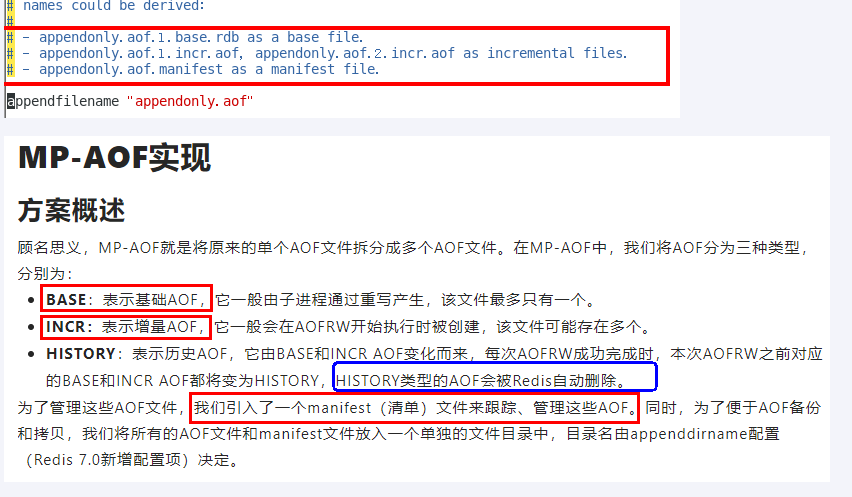 # names could be derived:
#
# - appendonly.aof.1.base.rdb as a base file.
# - appendonly.aof.1.incr.aof, appendonly.aof.2.incr.aof as incremental files.
# - appendonly.aof.manifest as a manifest file.
appendfilename "appendonly.aof"
MP-AOF实现
方案概述
顾名思义，MP-AOF就是将原来的单个AOF文件拆分成多个AOF文件。在MP-AOF中，我们将AOF分为三种类型，
分别为：
• BASE：表示基础AOF，它一般由子进程通过重写产生，该文件最多只有一个。
• INCR：表示增量AOF，它一般会在AOFRW开始执行时被创建，该文件可能存在多个。
• HISTORY：表示历史AOF，它由BASE和INCR AOF变化而来，每次AOFRW成功完成时，本次AOFRW之前对应
的BASE和INCR AOF都将变为HISTORY，HISTORY类型的AOF会被Redis自动删除。
为了管理这些AOF文件，我们引入了一个manifest（清单）文件来跟踪、管理这些AOF。同时，为了便于AOF备份
和拷贝，我们将所有的AOF文件和manifest文件放入一个单独的文件目录中，目录名由appenddirname配置
（Redis 7.0新增配置项）决定。